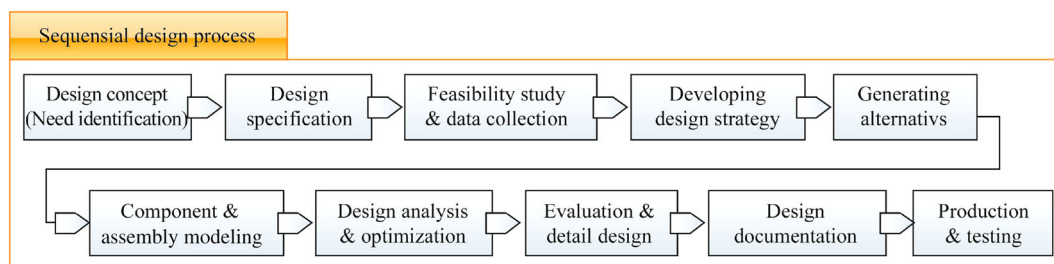 Sequensial design process
Design concept
(Need identification)
Design
specification
Feasibility study
& data collection
Developing
design strategy
Generating
alternativs
Component &
assembly modeling
Design analysis
& optimization
Evaluation &
detail design
Design
documentation
Production
& testing